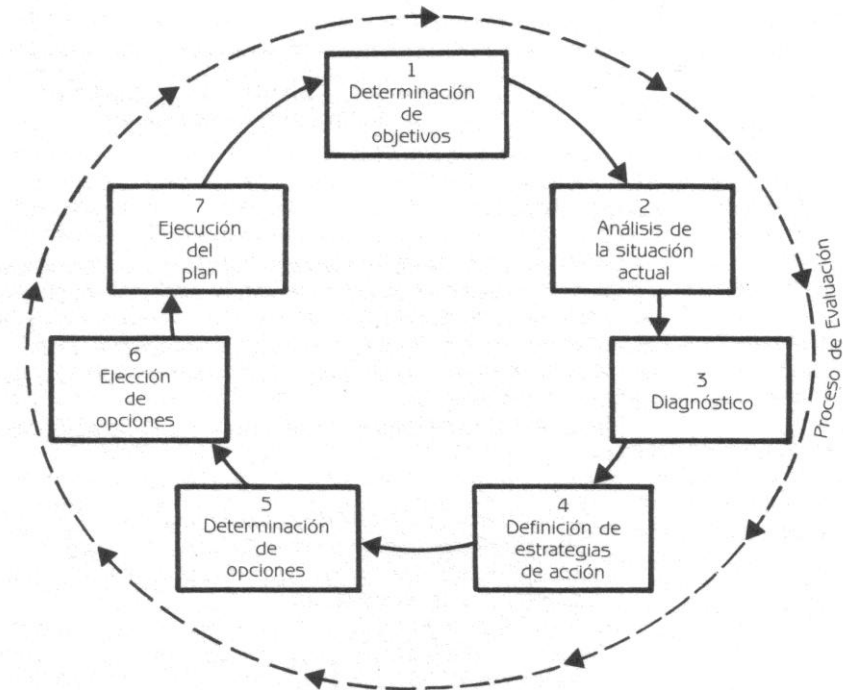 1
Determinación
de
objetivos
2
Análisis de
la situación
actual
3
Diagnóstico
4
Definición de
estrategias
de acción
5
Determinación
de
opciones
6
Elección
de
opciones
7
Ejecución
del
plan
Proceso de Evaluación